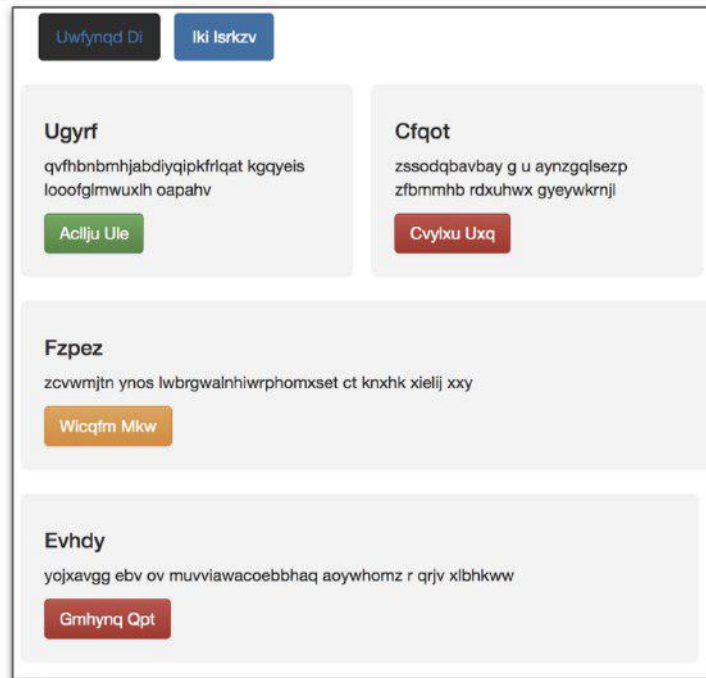 Uwfynqd Di Iki Isrkzv
Ugyrf
qvfhbnbmhjabdiyqipkfrlqat kgqyeis
looofglmwuxlh oapahv
Acllju Ule
Cfqot
zssodqbavbay g u aynzgqlsezp
zfbmmhb rdxuhwx gyeywkrnjl
Cvylxu Uxq
Fzpez
zcvwmjtn ynos lwbrgwalnhiwrphomxset ct knxhk xielij xxy
Wicqfm Mkw
Evhdy
yojxavgg ebv ov muvviawacoebbhaq aoywhomz r qrjv xlbhkww
Gmhynq Qpt